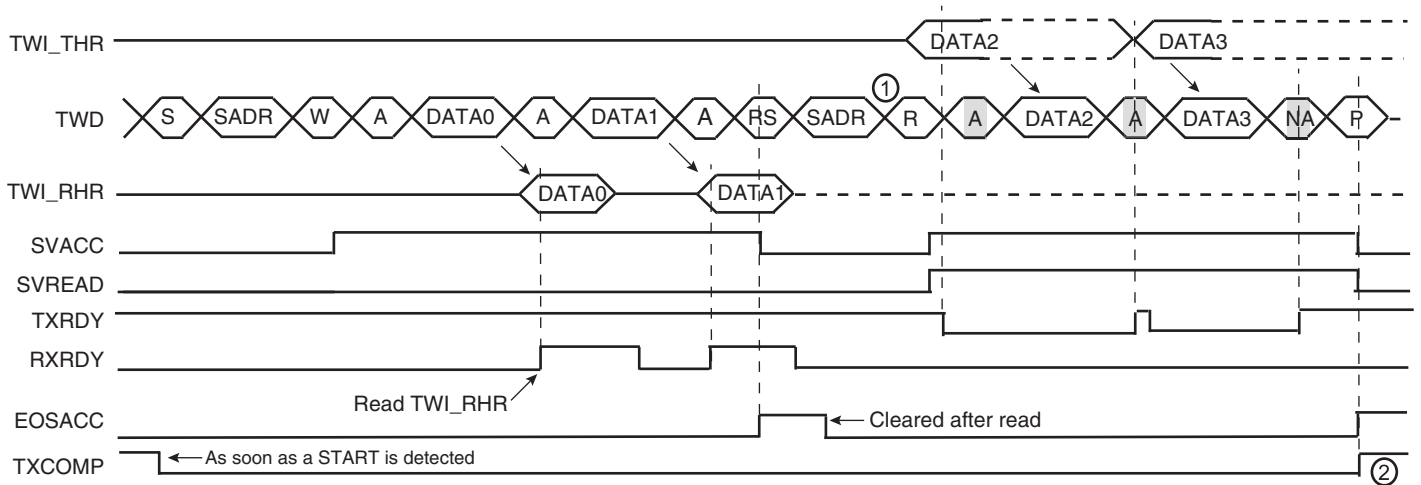 TWI_THR DATA2 DATA3
①
TWD S SADR W A DATA0 A DATA1 A RS SADR R A DATA2 A DATA3 NA P
TWI_RHR DATA0 DATA1
SVACC
SVREAD
TXRDY
RXRDY
Read TWI_RHR
EOSACC Cleared after read
TXCOMP As soon as a START is detected ②